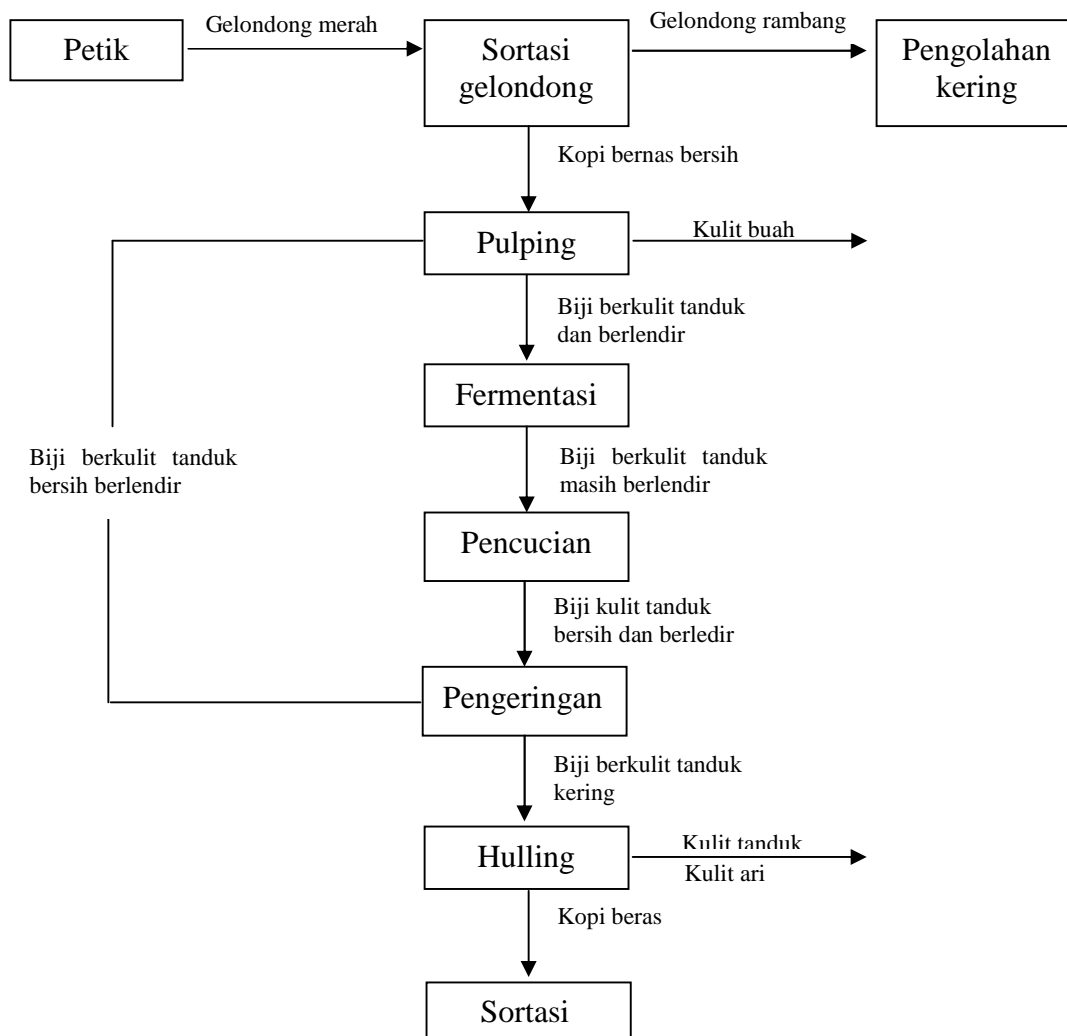 Gelondong merah
Gelondong rambang
Petik
Sortasi
gelondong
Pengolahan
kering
Kopi bernas bersih
Pulping
Kulit buah
Biji berkulit tanduk
dan berlendir
Fermentasi
Biji berkulit tanduk
bersih berlendir
Biji berkulit tanduk
masih berlendir
Pencucian
Biji kulit tanduk
bersih dan berledir
Pengeringan
Biji berkulit tanduk
kering
Hulling
Kulit tanduk
Kulit ari
Kopi beras
Sortasi